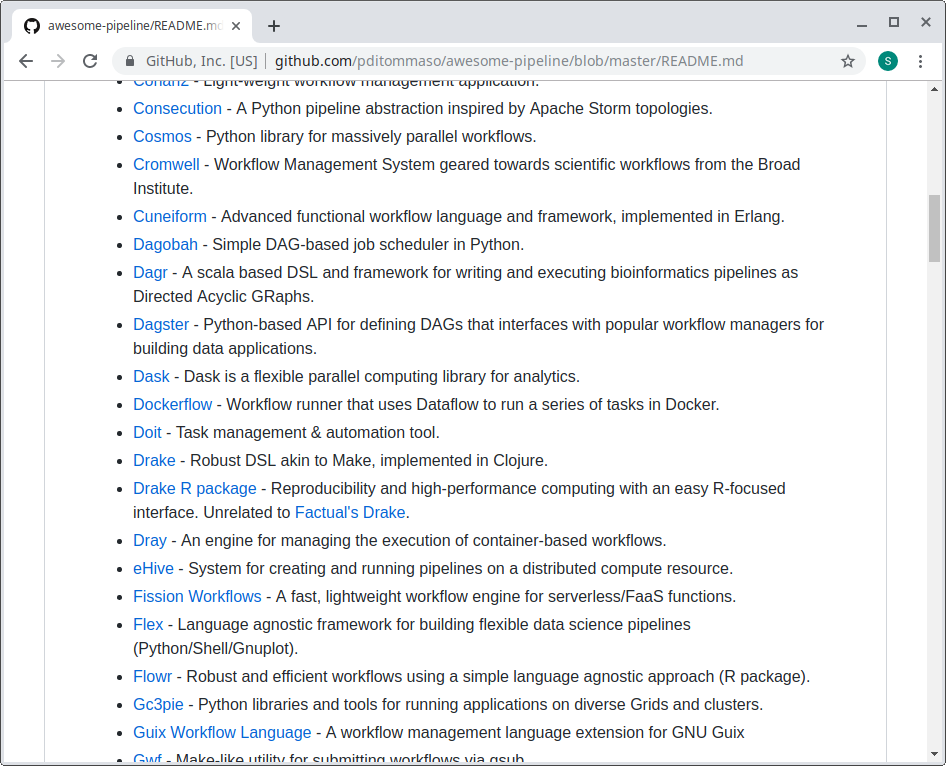 awesome-pipeline/README.m
GitHub, Inc. [US] | github.com/pditommaso/awesome-pipeline/blob/master/README.md
S
Conan2 - Light-weight workflow management application.
Consecution - A Python pipeline abstraction inspired by Apache Storm topologies.
Cosmos - Python library for massively parallel workflows.
Cromwell - Workflow Management System geared towards scientific workflows from the Broad
Institute.
Cuneiform - Advanced functional workflow language and framework, implemented in Erlang.
Dagobah - Simple DAG-based job scheduler in Python.
Dagr - A scala based DSL and framework for writing and executing bioinformatics pipelines as
Directed Acyclic GRaphs.
Dagster - Python-based API for defining DAGs that interfaces with popular workflow managers for
building data applications.
Dask - Dask is a flexible parallel computing library for analytics.
Dockerflow - Workflow runner that uses Dataflow to run a series of tasks in Docker.
Doit - Task management & automation tool.
Drake - Robust DSL akin to Make, implemented in Clojure.
Drake R package - Reproducibility and high-performance computing with an easy R-focused
interface. Unrelated to Factual's Drake.
Dray - An engine for managing the execution of container-based workflows.
eHive - System for creating and running pipelines on a distributed compute resource.
Fission Workflows - A fast, lightweight workflow engine for serverless/FaaS functions.
Flex - Language agnostic framework for building flexible data science pipelines
(Python/Shell/Gnuplot).
Flowr - Robust and efficient workflows using a simple language agnostic approach (R package).
Gc3pie - Python libraries and tools for running applications on diverse Grids and clusters.
Guix Workflow Language - A workflow management language extension for GNU Guix
Gwf - Make-like utility for submitting workflows via qsub.